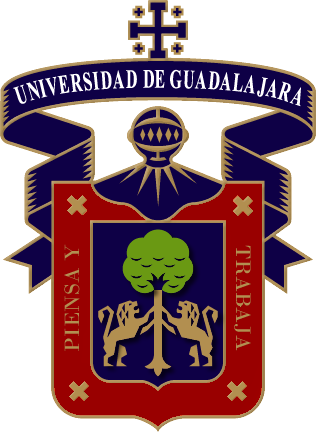 UNIVERSIDAD DE GUADALAJARA
PIENSA Y
TRABAJA